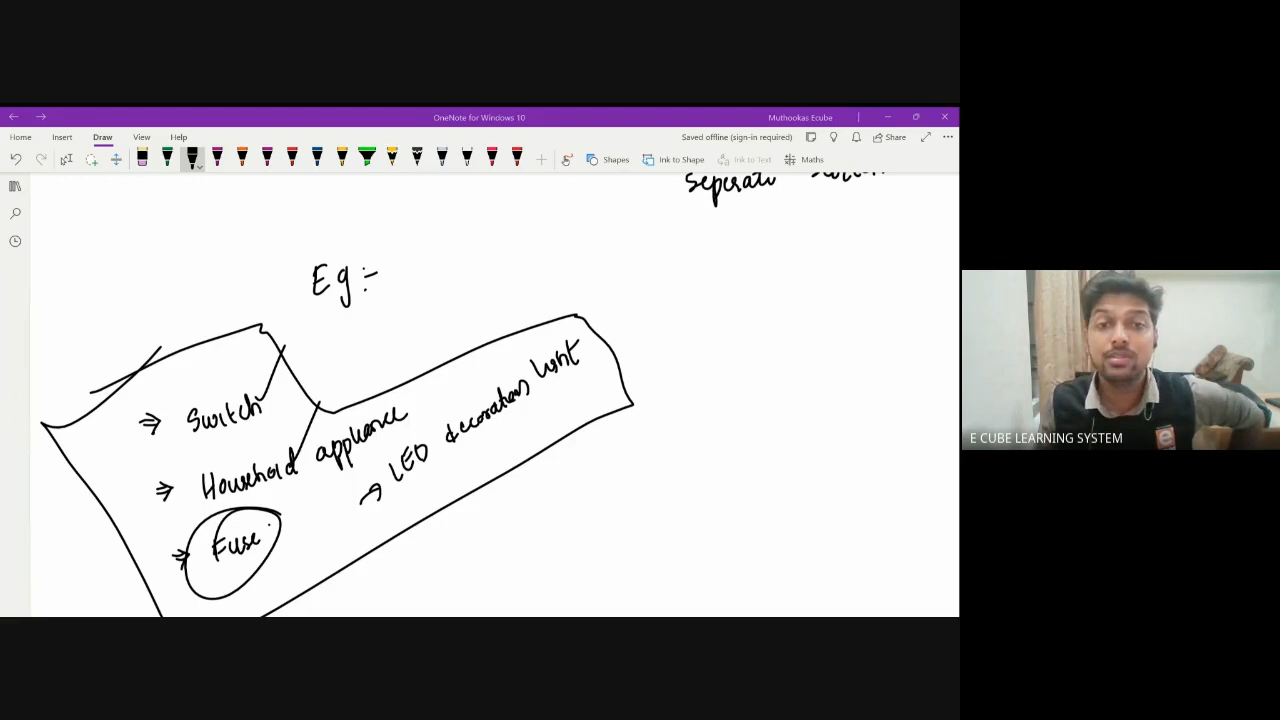 OneNote for Windows 10
Muthookas Ecube
Home Insert Draw View Help
Saved offline (sign-in required) Share
Shapes Ink to Shape Ink to Text Maths
Seperate
Eg :-
⇒ Switch
⇒ Household appliance
→ LED decorations light
⇒ Fuse
E CUBE LEARNING SYSTEM